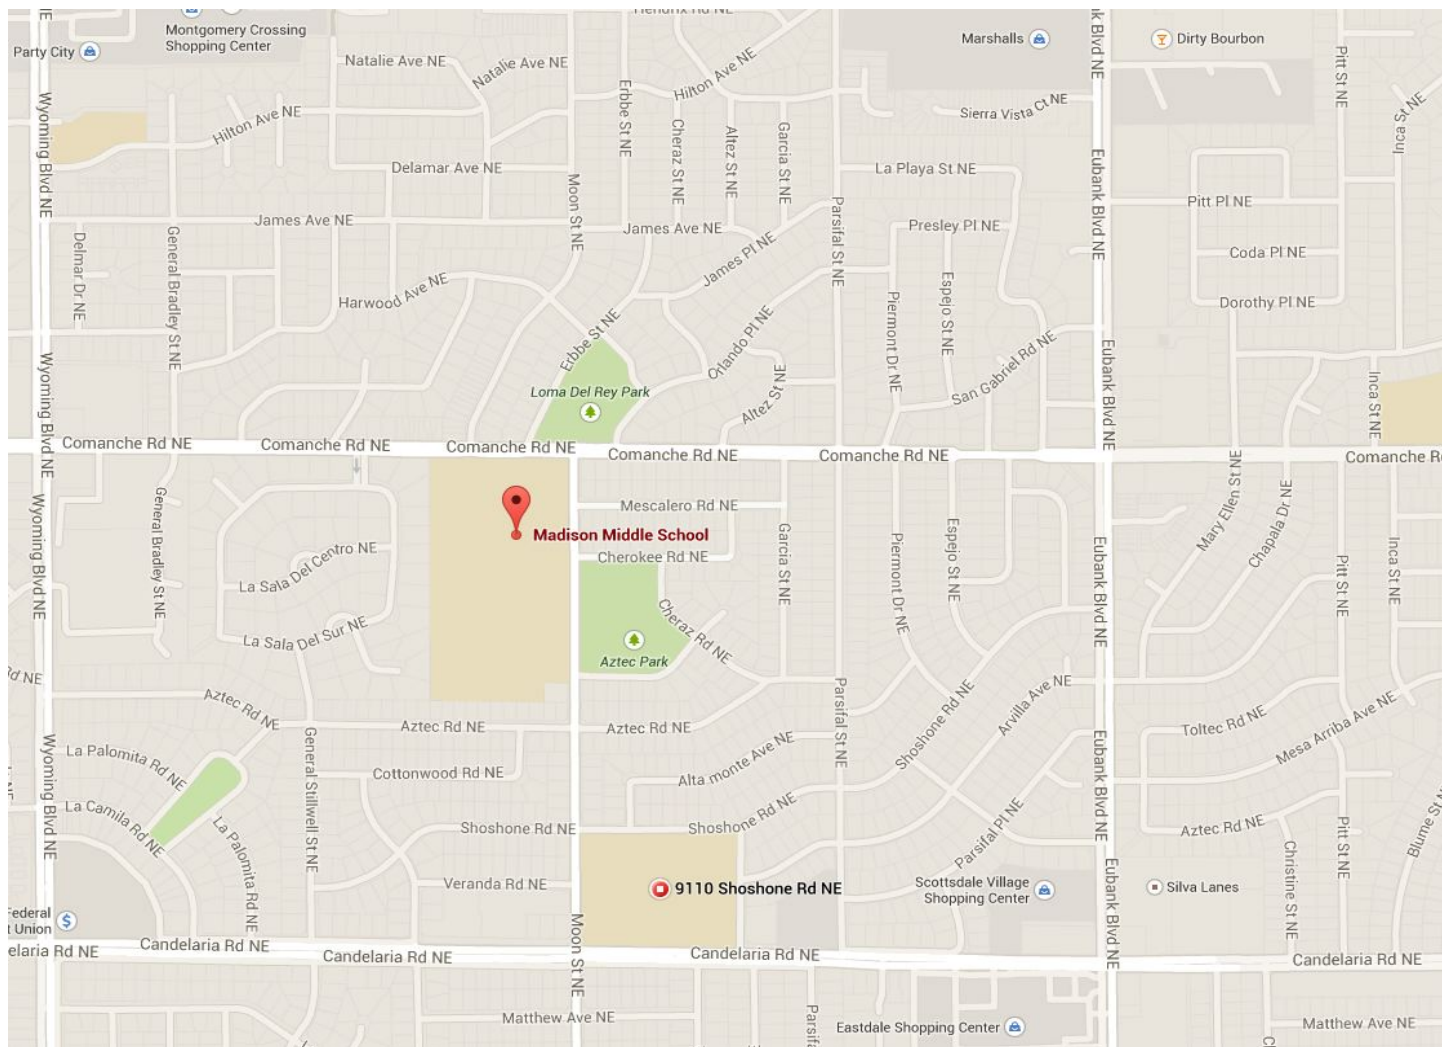 NE
Hendrix Rd NE
Montgomery Crossing
Shopping Center
Party City
Marshalls
Dirty Bourbon
Eubank Blvd NE
Pitt St NE
Natalie Ave NE
Natalie Ave NE
Hilton Ave NE
Erbbe St NE
Wyoming Blvd NE
Hilton Ave NE
Sierra Vista Ct NE
Inca St NE
Cheraz St NE
Altez St NE
Garcia St NE
Delamar Ave NE
La Playa St NE
Moon St NE
Eubank Blvd NE
Pitt Pl NE
Parsifal St NE
James Ave NE
James Ave NE
Presley Pl NE
General Bradley St NE
Delmar Dr NE
James Pl NE
Coda Pl NE
Harwood Ave NE
Piermont Dr NE
Espejo St NE
Dorothy Pl NE
Erbbe St NE
Orlando Pl NE
San Gabriel Rd NE
Wyoming Blvd NE
Eubank Blvd NE
Altez St NE
Inca St NE
Loma Del Rey Park
Comanche Rd NE
Comanche Rd NE
Comanche Rd NE
Comanche Rd NE
Comanche Rd NE
Comanche R
Mary Ellen St NE
Chapala Dr NE
Wyoming Blvd NE
General Bradley St NE
Mescalero Rd NE
Madison Middle School
Cherokee Rd NE
Garcia St NE
Piermont Dr NE
Espejo St NE
Eubank Blvd NE
Pitt St NE
Inca St NE
La Sala Del Centro NE
La Sala Del Sur NE
Cheraz Rd NE
Aztec Park
Rd NE
Aztec Rd NE
Aztec Rd NE
Aztec Rd NE
Parsifal St NE
Shoshone Rd NE
Arvilla Ave NE
Toltec Rd NE
Mesa Arriba Ave NE
La Palomita Rd NE
General Stillwell St NE
Wyoming Blvd NE
Cottonwood Rd NE
Alta monte Ave NE
Eubank Blvd NE
La Camila Rd NE
La Palomita Rd NE
Shoshone Rd NE
Shoshone Rd NE
Parsifal Pl NE
Aztec Rd NE
Pitt St NE
Blume St N
Christine St NE
Veranda Rd NE
9110 Shoshone Rd NE
Scottsdale Village
Shopping Center
Silva Lanes
Eubank Blvd NE
Federal
t Union
Moon St NE
elaria Rd NE
Candelaria Rd NE
Candelaria Rd NE
Candelaria Rd NE
Candelaria Rd NE
Matthew Ave NE
Parsifa
Eastdale Shopping Center
Matthew Ave NE